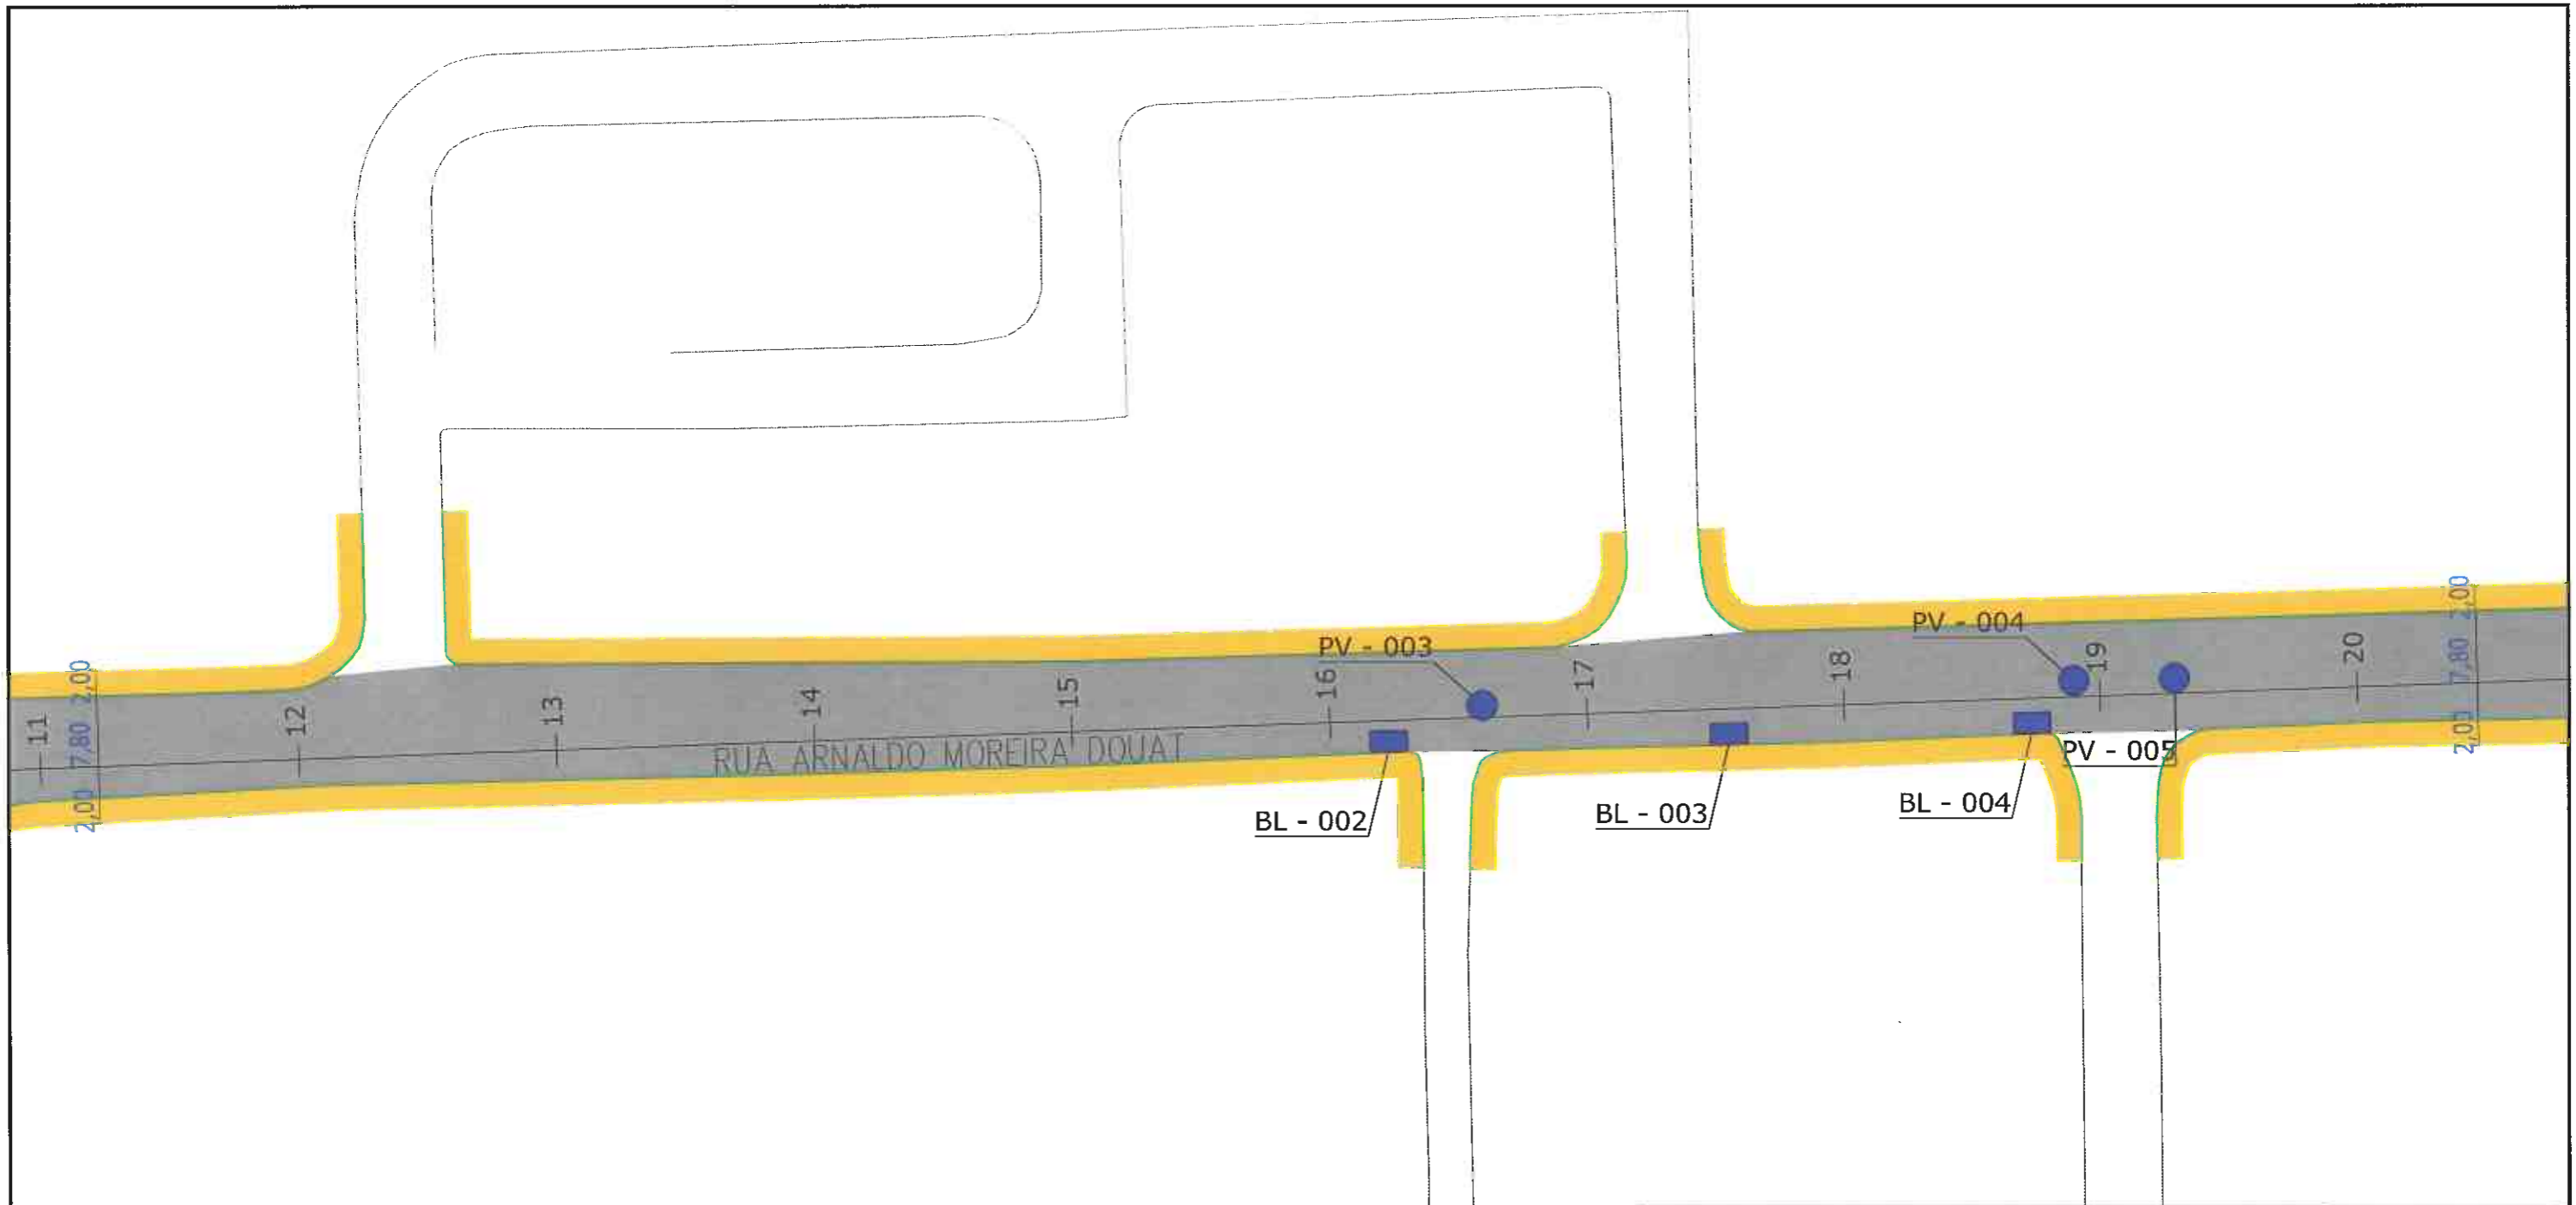 PV - 003
PV - 004
11
12
13
14
15
16
17
18
19
20
2,00
7,80
2,00
2,00
7,80
2,00
RUA ARNALDO MOREIRA DOUAT
PV - 005
BL - 002
BL - 003
BL - 004